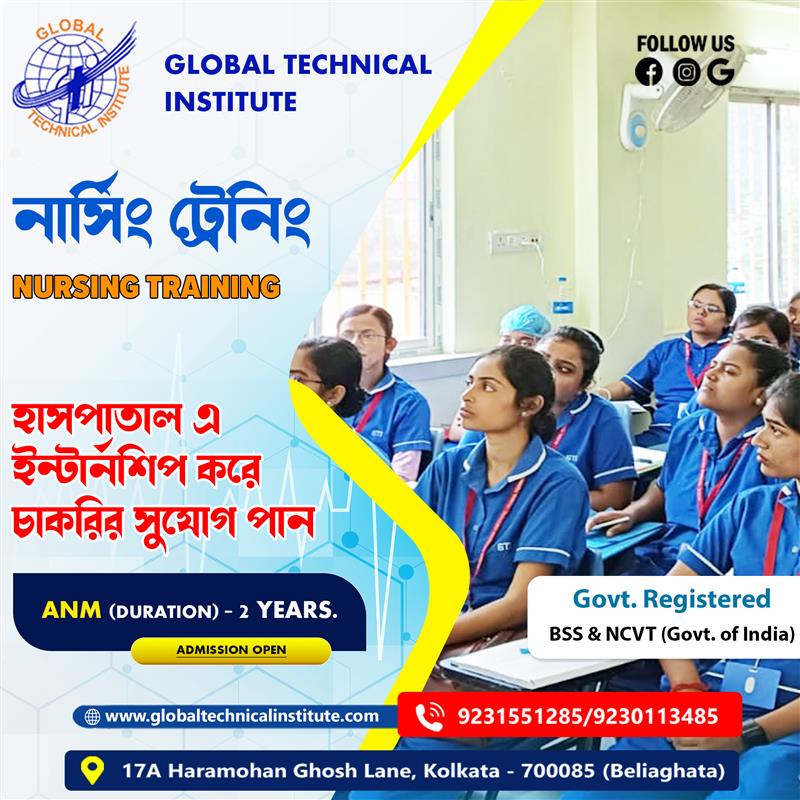 GLOBAL
TECHNICAL INSTITUTE
GLOBAL TECHNICAL
INSTITUTE
FOLLOW US
নার্সিং ট্রেনিং
NURSING TRAINING
হাসপাতাল এ
ইন্টার্নশিপ করে
চাকরির সুযোগ পান
ANM (DURATION) – 2 YEARS.
ADMISSION OPEN
GTI
Govt. Registered
BSS & NCVT (Govt. of India)
www.globaltechnicalinstitute.com
9231551285/9230113485
17A Haramohan Ghosh Lane, Kolkata - 700085 (Beliaghata)